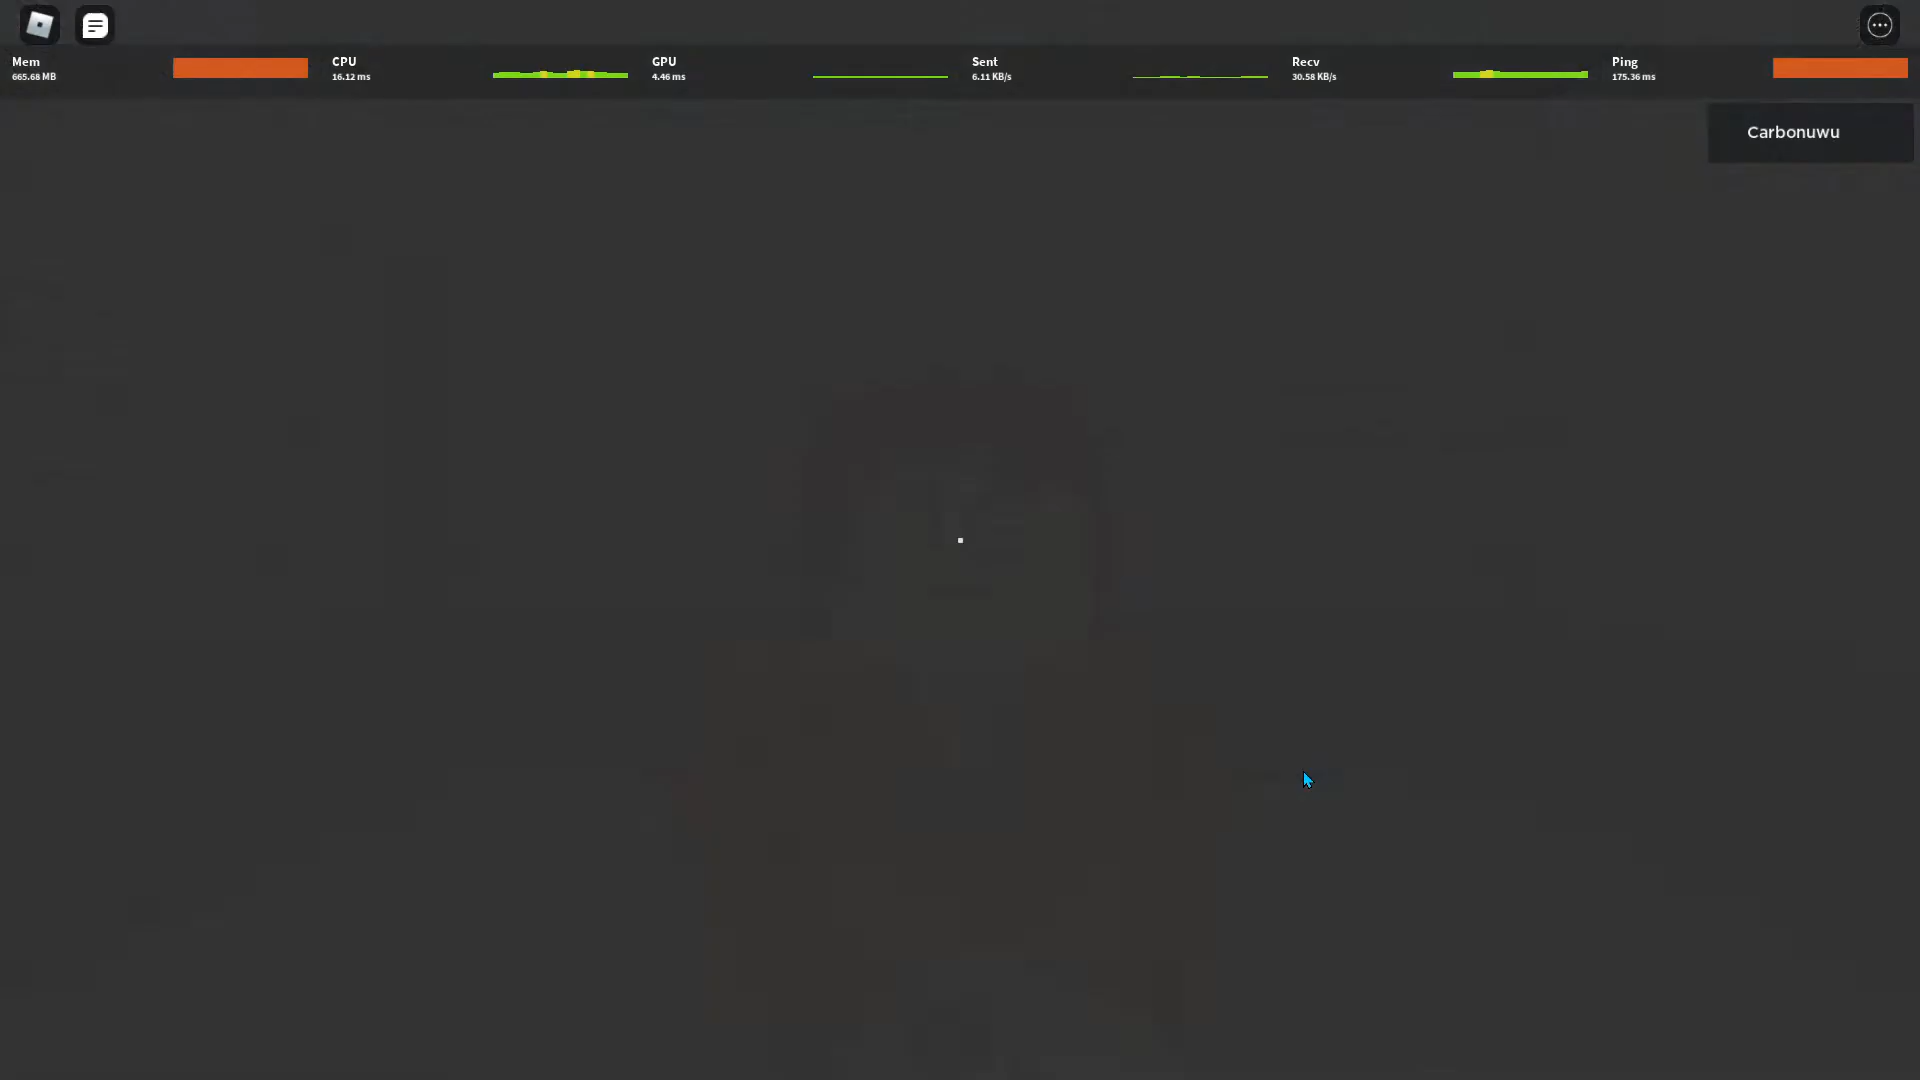 Mem CPU GPU Sent Recv Ping
665.68 MB 16.12 ms 4.46 ms 6.11 KB/s 30.58 KB/s 175.36 ms
Carbonuwu